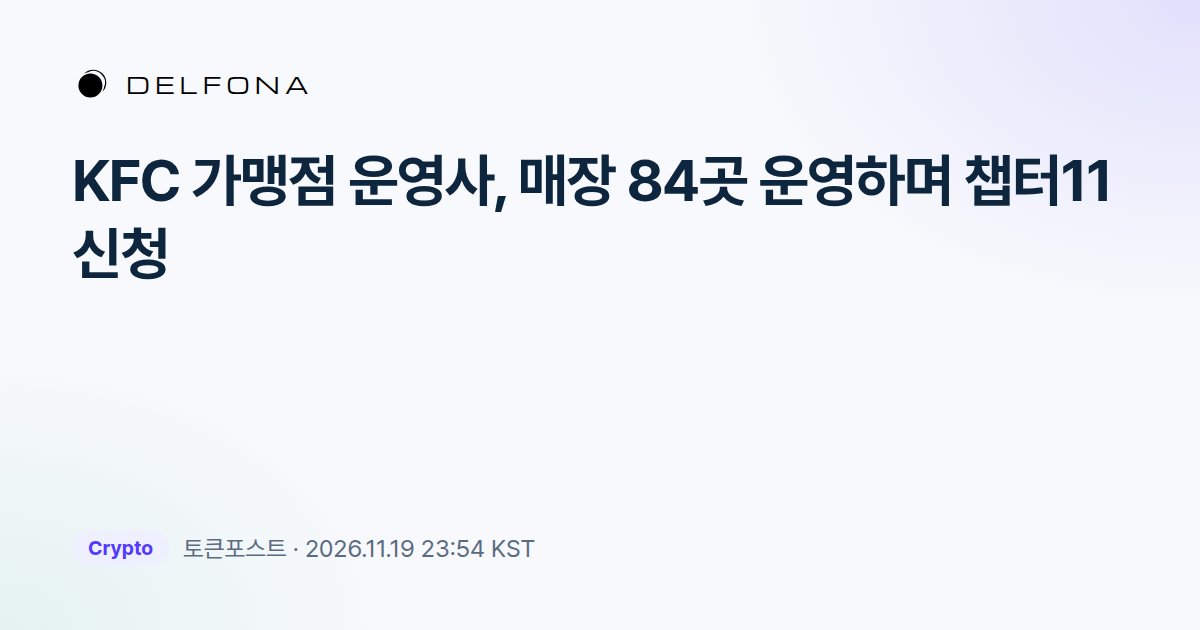 DELFONA
KFC 가맹점 운영사, 매장 84곳 운영하며 챕터11
신청
Crypto 토큰포스트 · 2026.11.19 23:54 KST